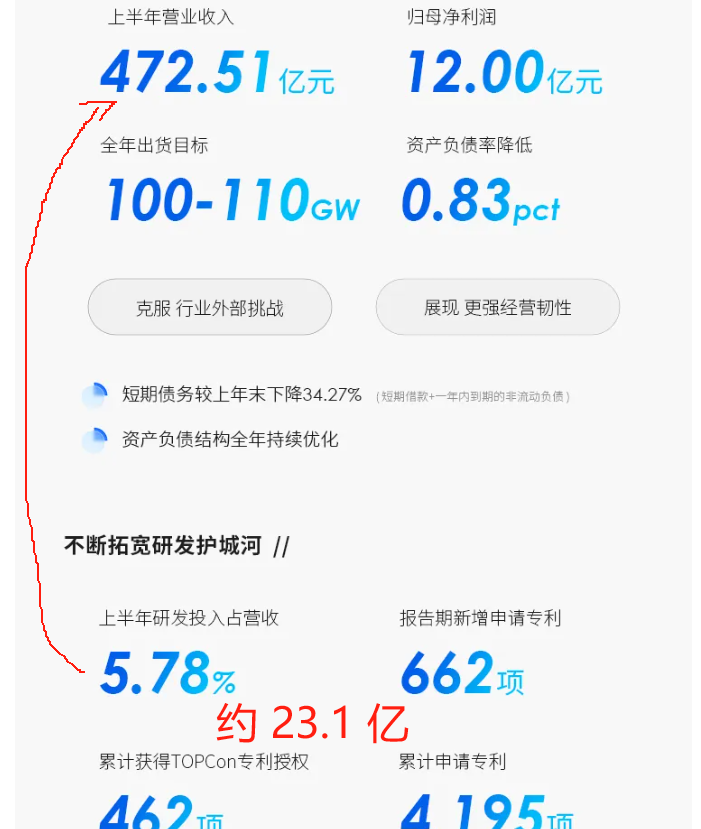 上半年营业收入 归母净利润
472.51亿元 12.00亿元
全年出货目标 资产负债率降低
100-110GW 0.83pct
克服 行业外部挑战 展现 更强经营韧性
短期债务较上年末下降34.27% (短期借款+一年内到期的非流动负债)
资产负债结构全年持续优化
不断拓宽研发护城河 //
上半年研发投入占营收 报告期新增申请专利
5.78% 662项
约 23.1 亿
累计获得TOPCon专利授权 累计申请专利
462项 4,195项